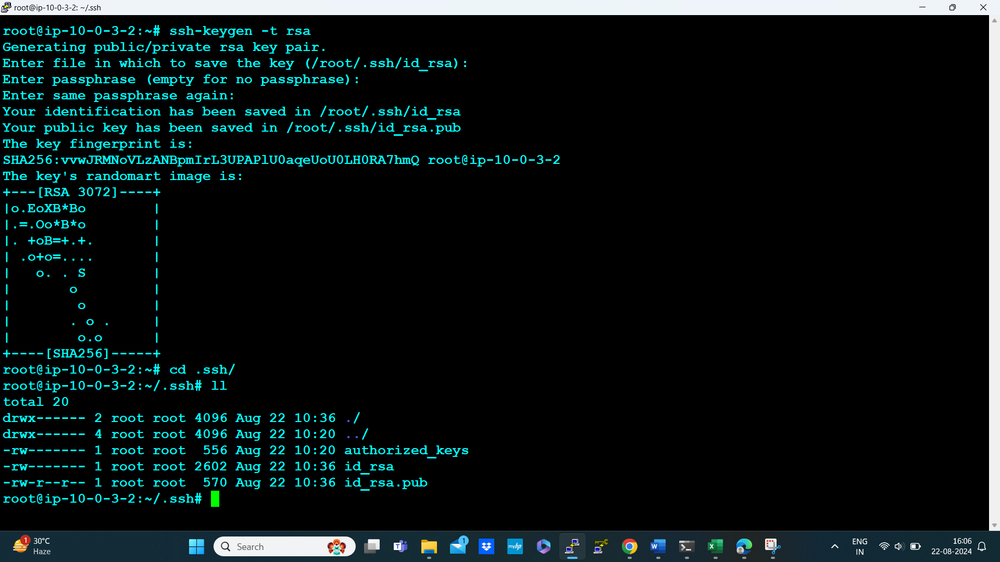 root@ip-10-0-3-2: ~/.ssh
root@ip-10-0-3-2:~# ssh-keygen -t rsa
Generating public/private rsa key pair.
Enter file in which to save the key (/root/.ssh/id_rsa):
Enter passphrase (empty for no passphrase):
Enter same passphrase again:
Your identification has been saved in /root/.ssh/id_rsa
Your public key has been saved in /root/.ssh/id_rsa.pub
The key fingerprint is:
SHA256:vvwJRMNoVLzANBpmIrL3UPAPlU0aqeUoU0LH0RA7hmQ root@ip-10-0-3-2
The key's randomart image is:
+---[RSA 3072]----+
|o.EoXB*Bo        |
|.=.Oo*B*o        |
|. +oB=+.+.       |
| .o+o=....       |
|   o. . S        |
|       o         |
|        o        |
|       . o .     |
|        o.o      |
+----[SHA256]-----+
root@ip-10-0-3-2:~# cd .ssh/
root@ip-10-0-3-2:~/.ssh# ll
total 20
drwx------ 2 root root 4096 Aug 22 10:36 ./
drwx------ 4 root root 4096 Aug 22 10:20 ../
-rw------- 1 root root  556 Aug 22 10:20 authorized_keys
-rw------- 1 root root 2602 Aug 22 10:36 id_rsa
-rw-r--r-- 1 root root  570 Aug 22 10:36 id_rsa.pub
root@ip-10-0-3-2:~/.ssh#
1
30°C
Haze
Search
1
myhp
ENG
IN
16:06
22-08-2024